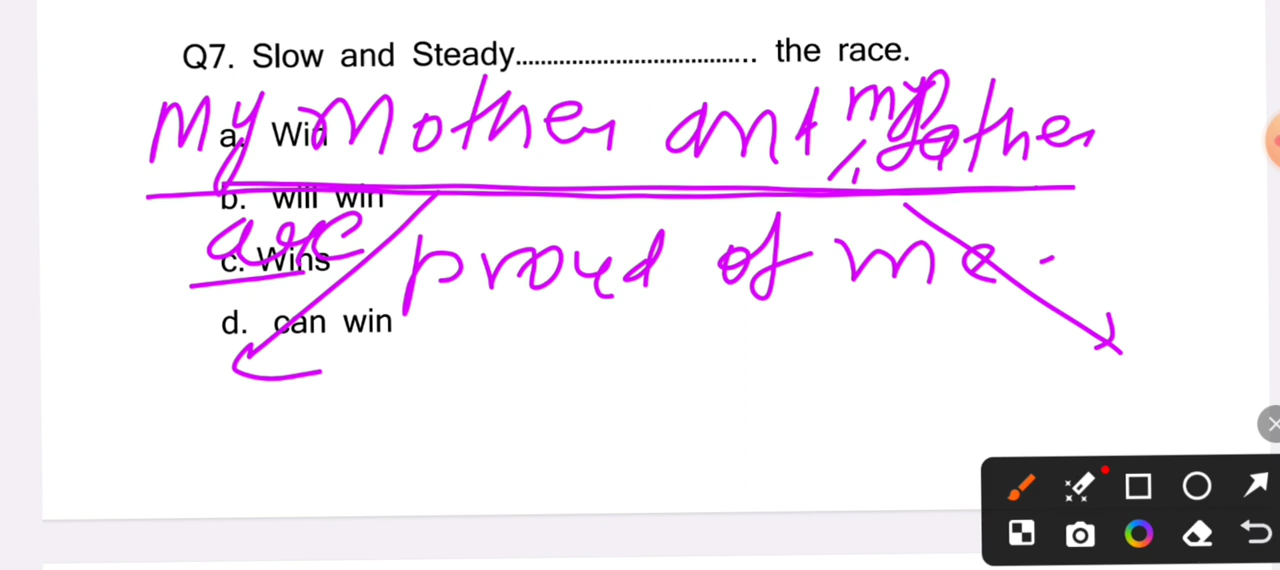 Q7. Slow and Steady...................................... the race.
My Mother and my father
a. Win
b. will win
are proud of me.
c. Wins
d. can win